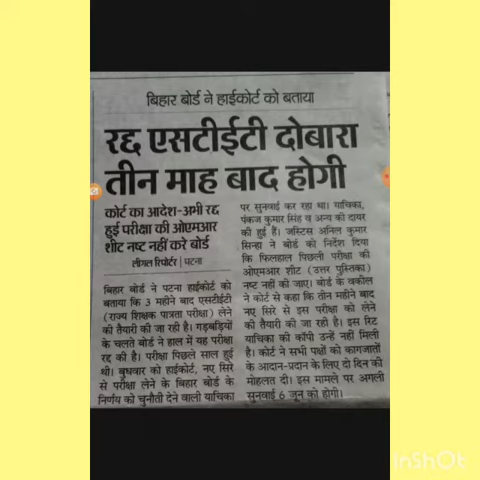 बिहार बोर्ड ने हाईकोर्ट को बताया
रद्द एसटीईटी दोबारा
तीन माह बाद होगी
कोर्ट का आदेश-अभी रद्द
हुई परीक्षा की ओएमआर
शीट नष्ट नहीं करे बोर्ड
लीगल रिपोर्टर | पटना
बिहार बोर्ड ने पटना हाईकोर्ट को
बताया कि 3 महीने बाद एसटीईटी
(राज्य शिक्षक पात्रता परीक्षा) लेने
की तैयारी की जा रही है। गड़बड़ियों
के चलते बोर्ड ने हाल में यह परीक्षा
रद्द की है। परीक्षा पिछले साल हुई
थी। बुधवार को हाईकोर्ट, नए सिरे
से परीक्षा लेने के बिहार बोर्ड के
निर्णय को चुनौती देने वाली याचिका
पर सुनवाई कर रहा था। याचिका,
पंकज कुमार सिंह व अन्य की दायर
की हुई हैं। जस्टिस अनिल कुमार
सिन्हा ने बोर्ड को निर्देश दिया
कि फिलहाल पिछली परीक्षा की
ओएमआर शीट (उत्तर पुस्तिका)
नष्ट नहीं की जाए। बोर्ड के वकील
ने कोर्ट से कहा कि तीन महीने बाद
नए सिरे से इस परीक्षा को लेने
की तैयारी की जा रही है। इस रिट
याचिका की कॉपी उन्हें नहीं मिली
है। कोर्ट ने सभी पक्षों को कागजातों
के आदान-प्रदान के लिए दो दिन की
मोहलत दी। इस मामले पर अगली
सुनवाई 6 जून को होगी।
InShOt